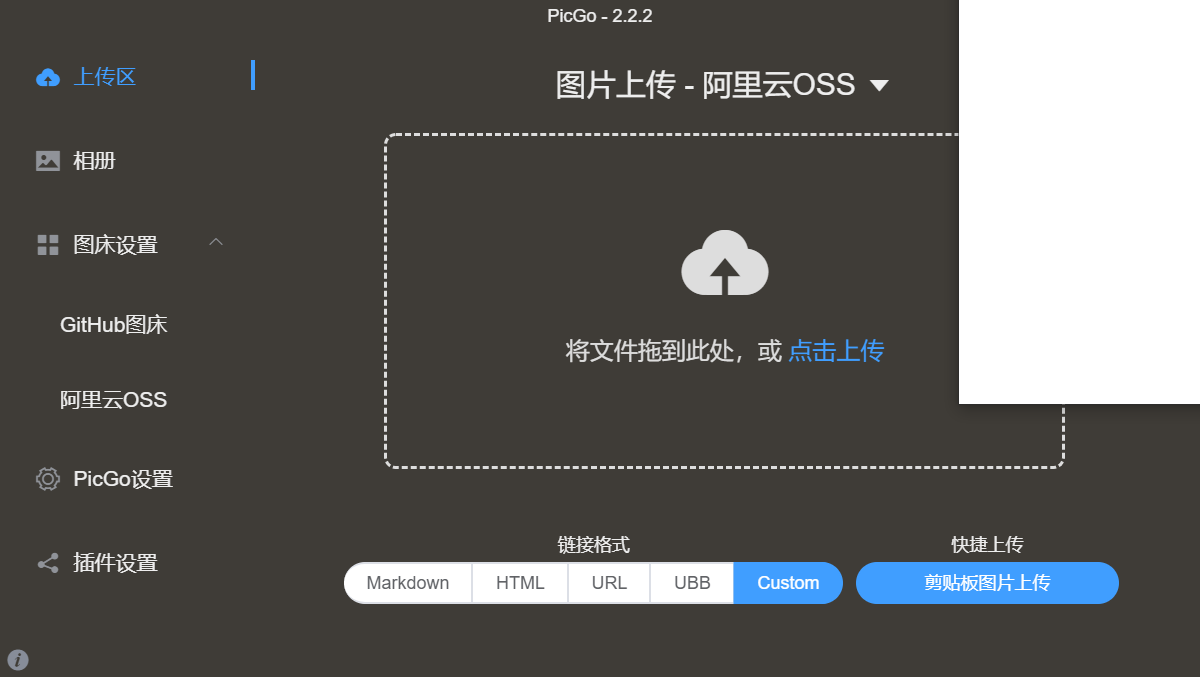 PicGo - 2.2.2
上传区
相册
图床设置
GitHub图床
阿里云OSS
PicGo设置
插件设置
图片上传 - 阿里云OSS
将文件拖到此处，或 点击上传
链接格式
Markdown HTML URL UBB Custom
快捷上传
剪贴板图片上传
i